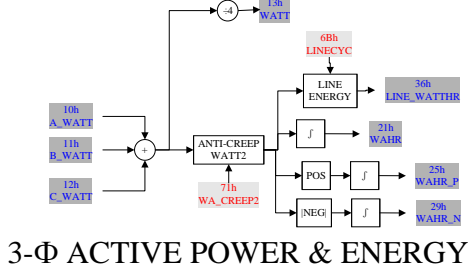 ÷4
13h
WATT
6Bh
LINECYC
LINE
ENERGY
36h
LINE_WATTHR
10h
A_WATT
11h
B_WATT
12h
C_WATT
+
ANTI-CREEP
WATT2
71h
WA_CREEP2
∫
21h
WAHR
POS
∫
25h
WAHR_P
|NEG|
∫
29h
WAHR_N
3-Φ ACTIVE POWER & ENERGY